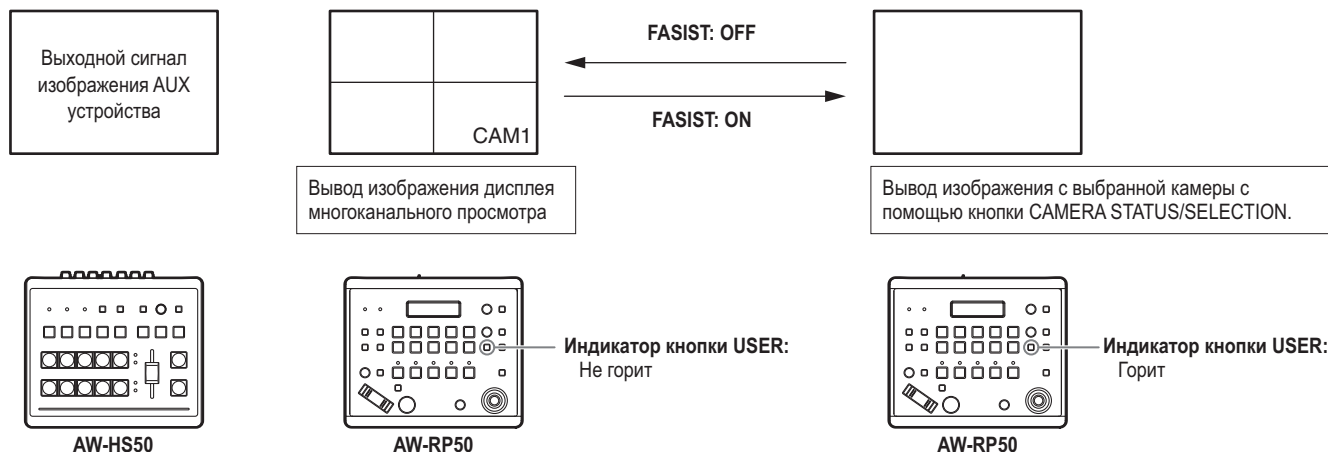 Выходной сигнал
изображения AUX
устройства
CAM1
FASIST: OFF
FASIST: ON
Вывод изображения дисплея
многоканального просмотра
Вывод изображения с выбранной камеры с
помощью кнопки CAMERA STATUS/SELECTION.
Индикатор кнопки USER:
Не горит
Индикатор кнопки USER:
Горит
AW-HS50
AW-RP50
AW-RP50